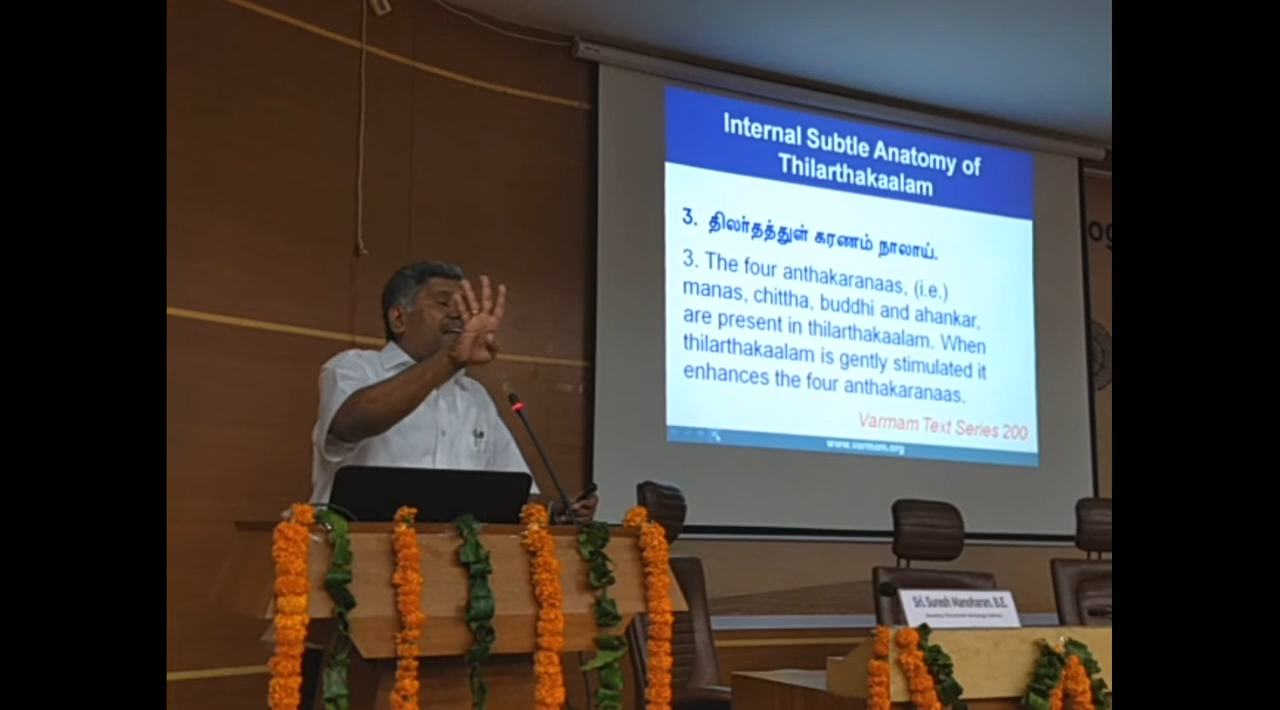 Internal Subtle Anatomy of
Thilarthakaalam
3. திலர்தத்துள் கரணம் நாலாய்.
3. The four anthakaranaas, (i.e.)
manas, chittha, buddhi and ahankar,
are present in thilarthakaalam. When
thilarthakaalam is gently stimulated it
enhances the four anthakaranaas.
Varmam Text Series 200
www.varmam.org
Sri. Suresh Manoharan, B.E.